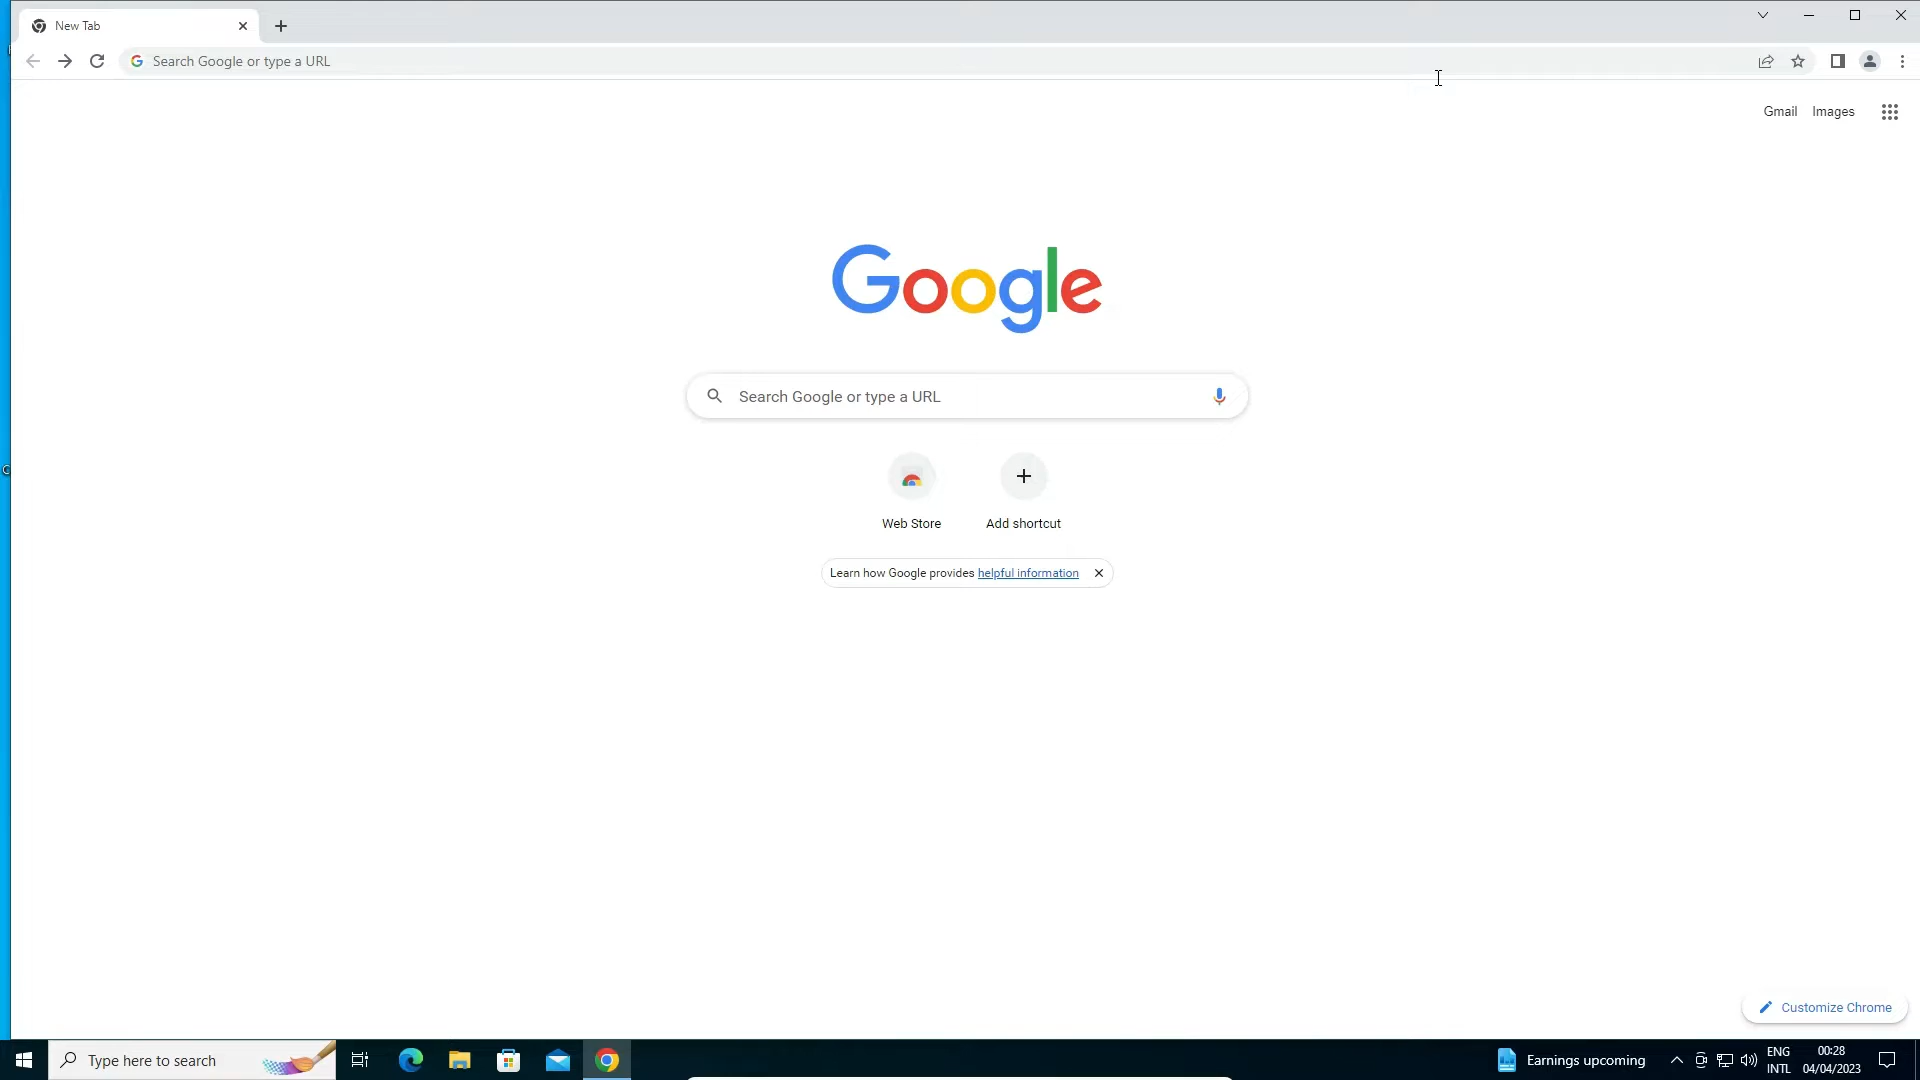 New Tab
Search Google or type a URL
Gmail Images
Google
Search Google or type a URL
Web Store Add shortcut
Learn how Google provides helpful information
Customize Chrome
Type here to search
Earnings upcoming
ENG
INTL
00:28
04/04/2023